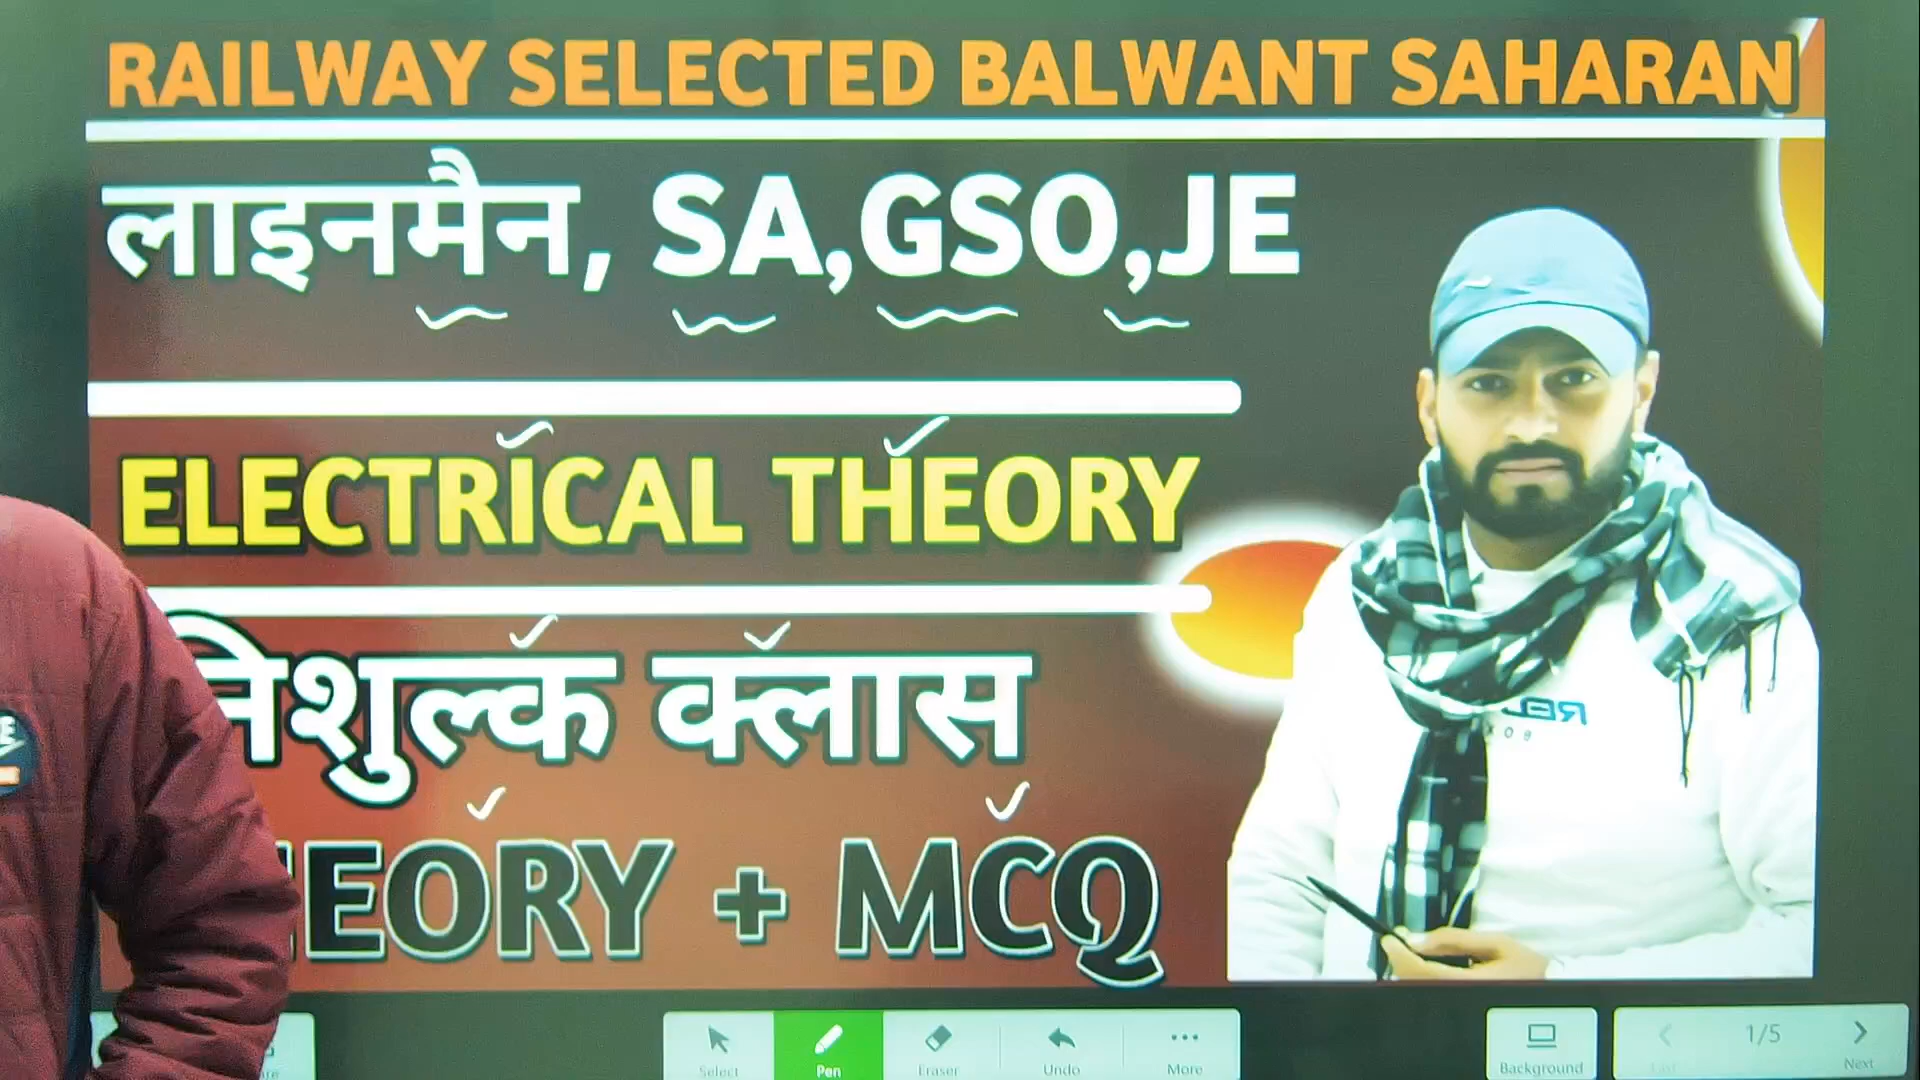 RAILWAY SELECTED BALWANT SAHARAN
लाइनमैन, SA,GSO,JE
ELECTRICAL THEORY
निशुल्क क्लास
EORY + MCQ
Select Pen Eraser Undo More Background 1/5 Next